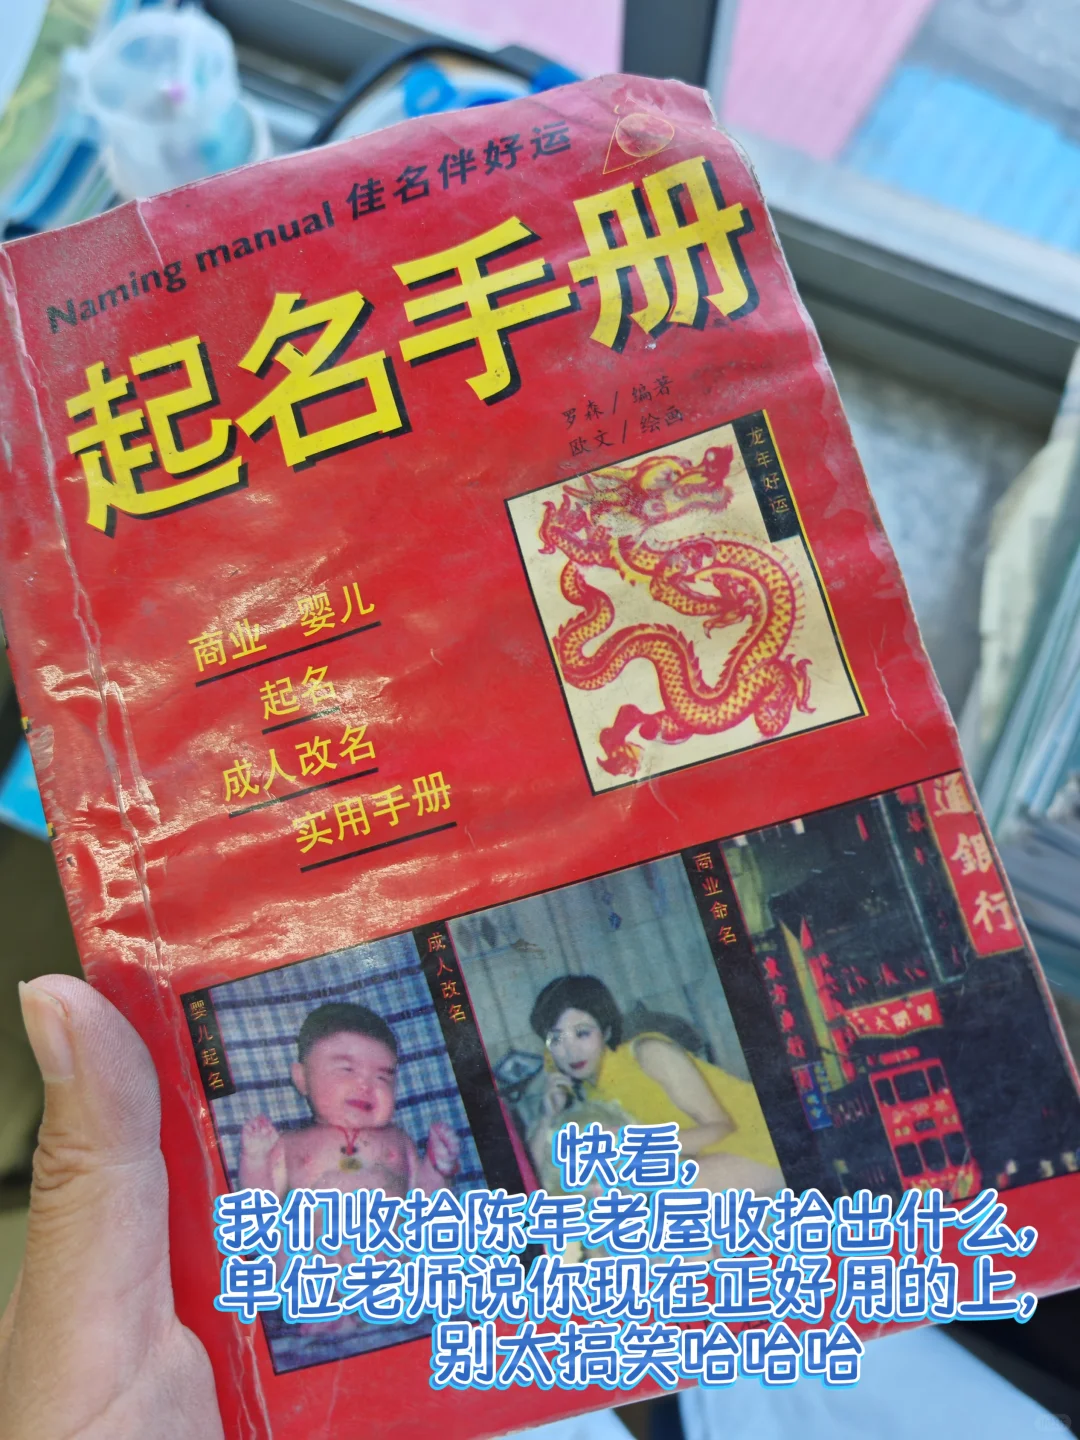 Naming manual 佳名伴好运
起名手册
罗森/编著
欧文/绘画
龙年好运
商业·婴儿
起名
成人改名
实用手册
婴儿起名
成人改名
商业命名
通
銀
行
快看,
我们收拾陈年老屋收拾出什么,
单位老师说你现在正好用的上,
别太搞笑哈哈哈